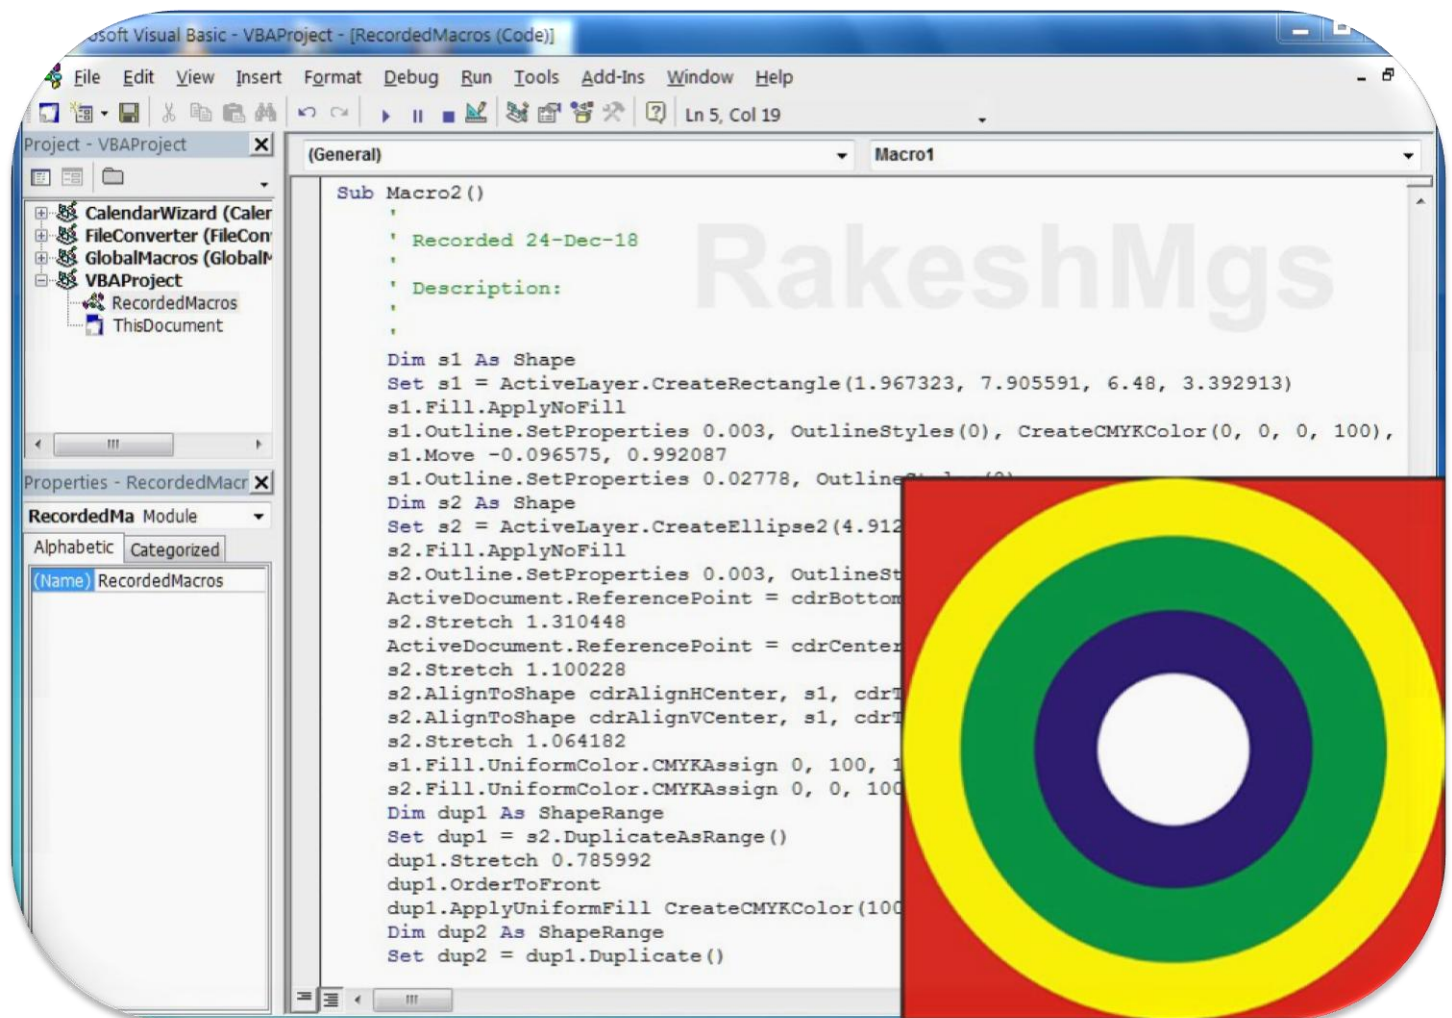 osoft Visual Basic - VBAProject - [RecordedMacros (Code)]
File Edit View Insert Format Debug Run Tools Add-Ins Window Help
Ln 5, Col 19
Project - VBAProject
(General) Macro1
CalendarWizard (Caler
FileConverter (FileCon
GlobalMacros (GlobalM
VBAProject
RecordedMacros
ThisDocument
Properties - RecordedMacr
RecordedMa Module
Alphabetic Categorized
(Name) RecordedMacros
RakeshMgs
Sub Macro2()
'
' Recorded 24-Dec-18
'
' Description:
'
'
Dim s1 As Shape
Set s1 = ActiveLayer.CreateRectangle(1.967323, 7.905591, 6.48, 3.392913)
s1.Fill.ApplyNoFill
s1.Outline.SetProperties 0.003, OutlineStyles(0), CreateCMYKColor(0, 0, 0, 100),
s1.Move -0.096575, 0.992087
s1.Outline.SetProperties 0.02778, OutlineStyles(0)
Dim s2 As Shape
Set s2 = ActiveLayer.CreateEllipse2(4.912
s2.Fill.ApplyNoFill
s2.Outline.SetProperties 0.003, OutlineSt
ActiveDocument.ReferencePoint = cdrBottom
s2.Stretch 1.310448
ActiveDocument.ReferencePoint = cdrCenter
s2.Stretch 1.100228
s2.AlignToShape cdrAlignHCenter, s1, cdrT
s2.AlignToShape cdrAlignVCenter, s1, cdrT
s2.Stretch 1.064182
s1.Fill.UniformColor.CMYKAssign 0, 100, 1
s2.Fill.UniformColor.CMYKAssign 0, 0, 100
Dim dup1 As ShapeRange
Set dup1 = s2.DuplicateAsRange()
dup1.Stretch 0.785992
dup1.OrderToFront
dup1.ApplyUniformFill CreateCMYKColor(100
Dim dup2 As ShapeRange
Set dup2 = dup1.Duplicate()